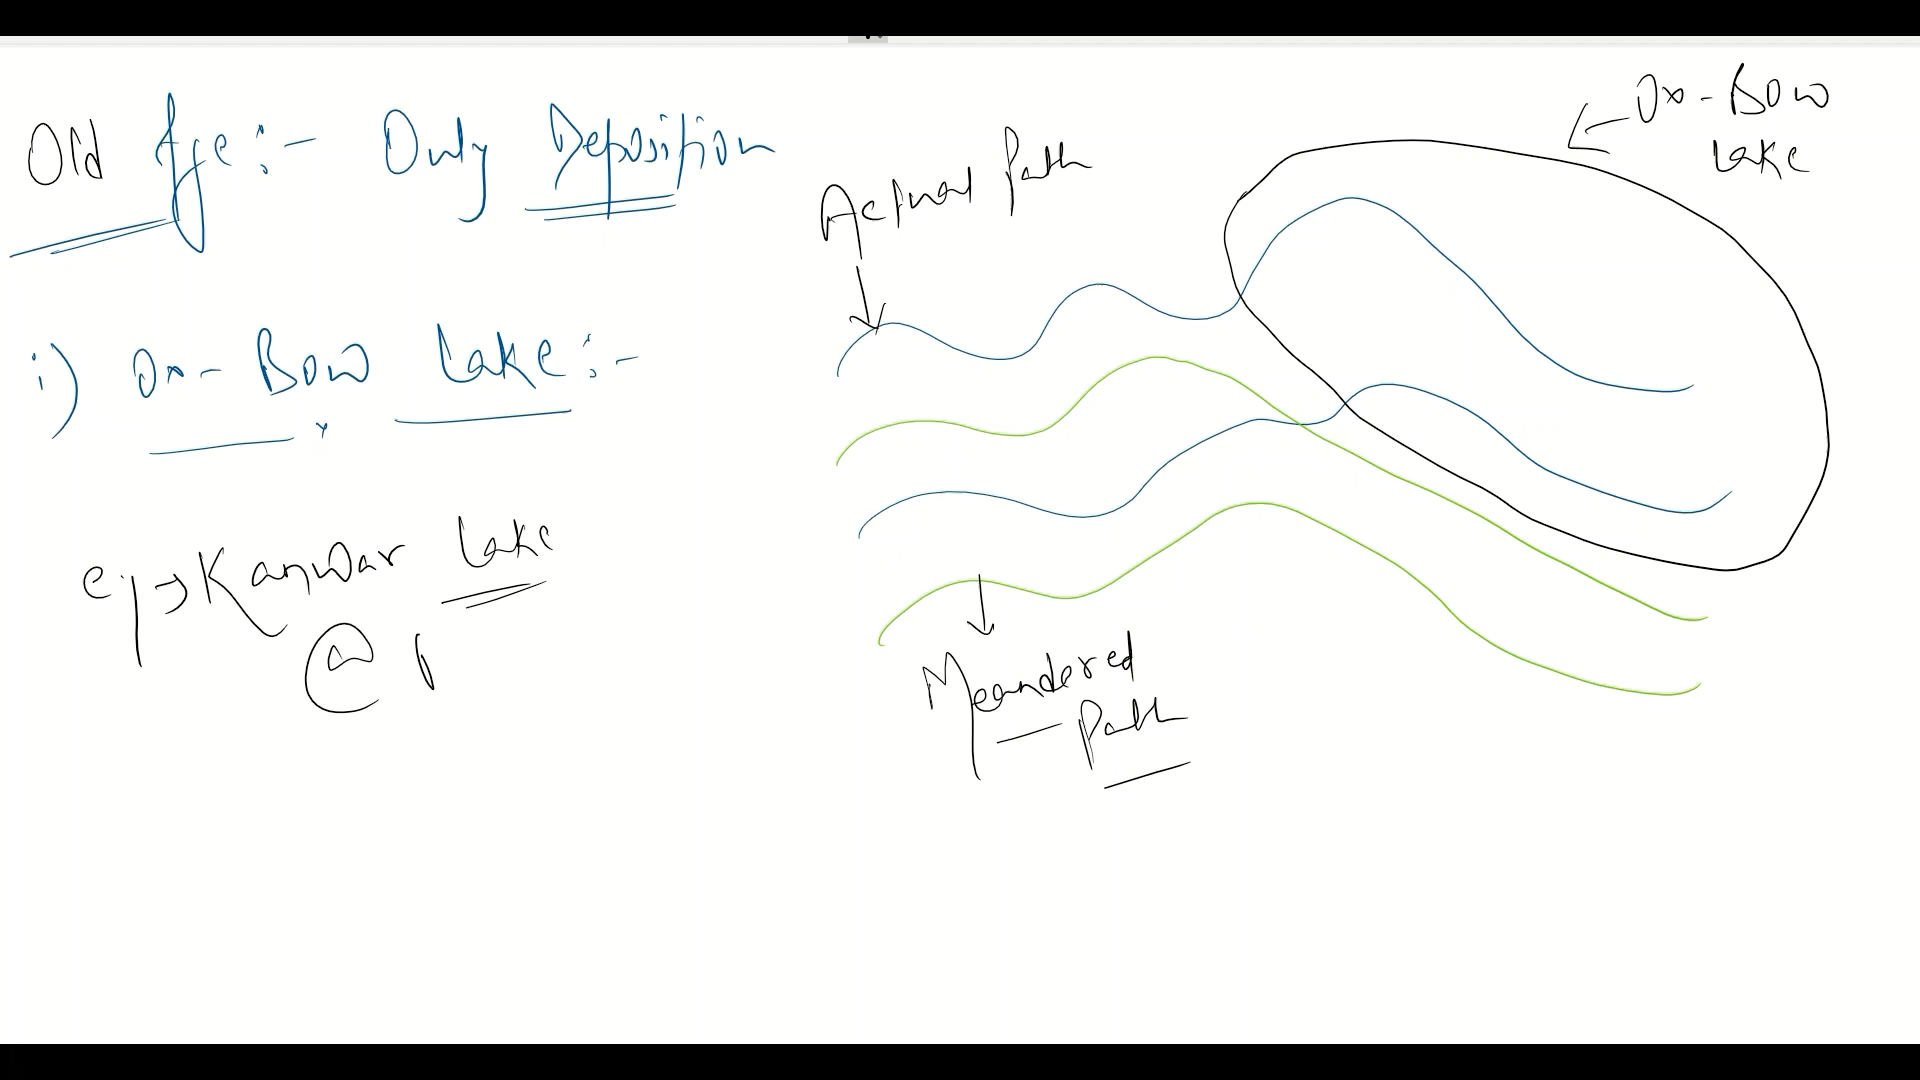 Old Age :- Only Deposition
i) Ox-Bow Lake :-
eg → Kanwar Lake
@
Actual Path
Ox-Bow
Lake
Meandered
Path